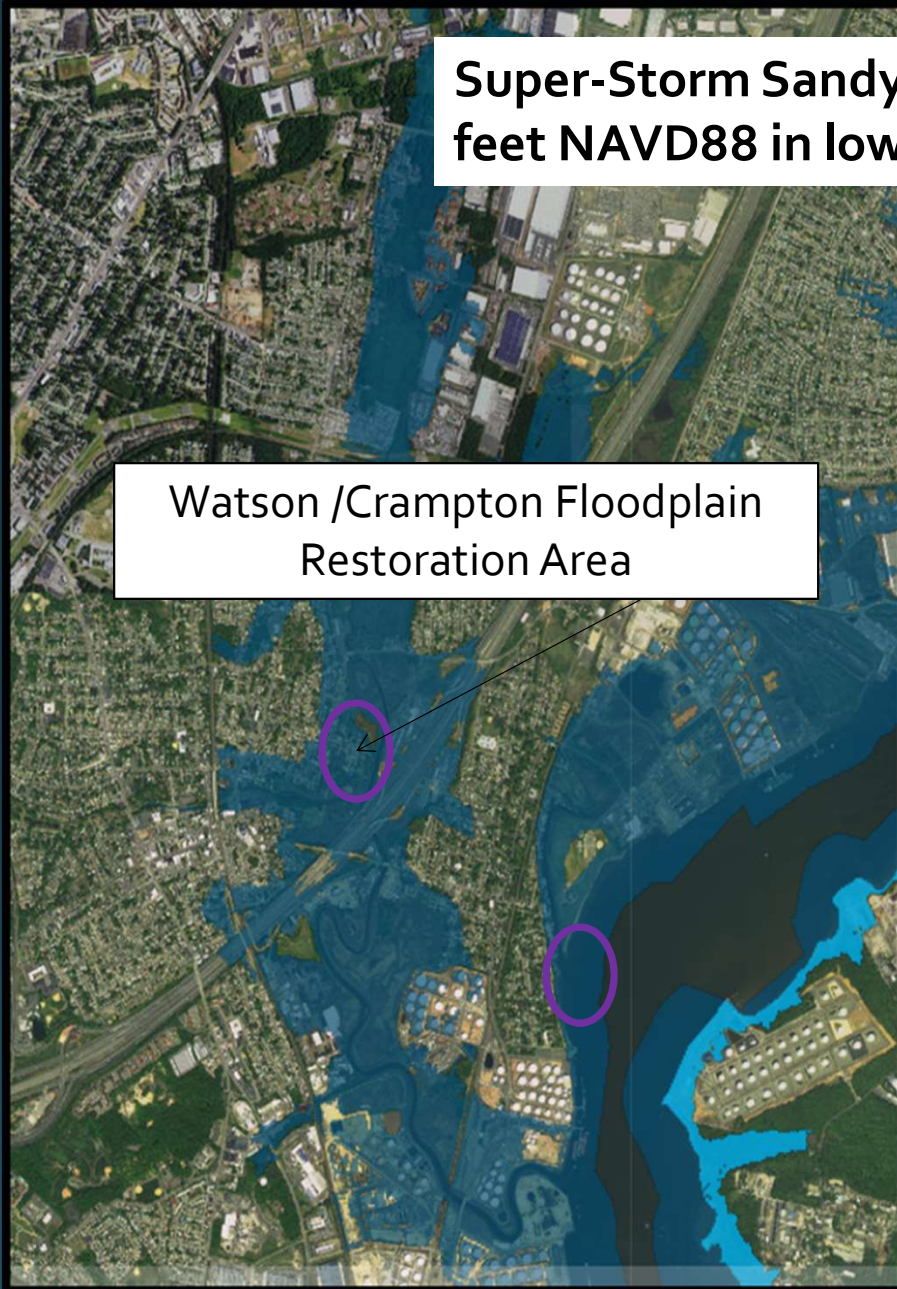 Super-Storm Sandy
feet NAVD88 in low
Watson /Crampton Floodplain
Restoration Area